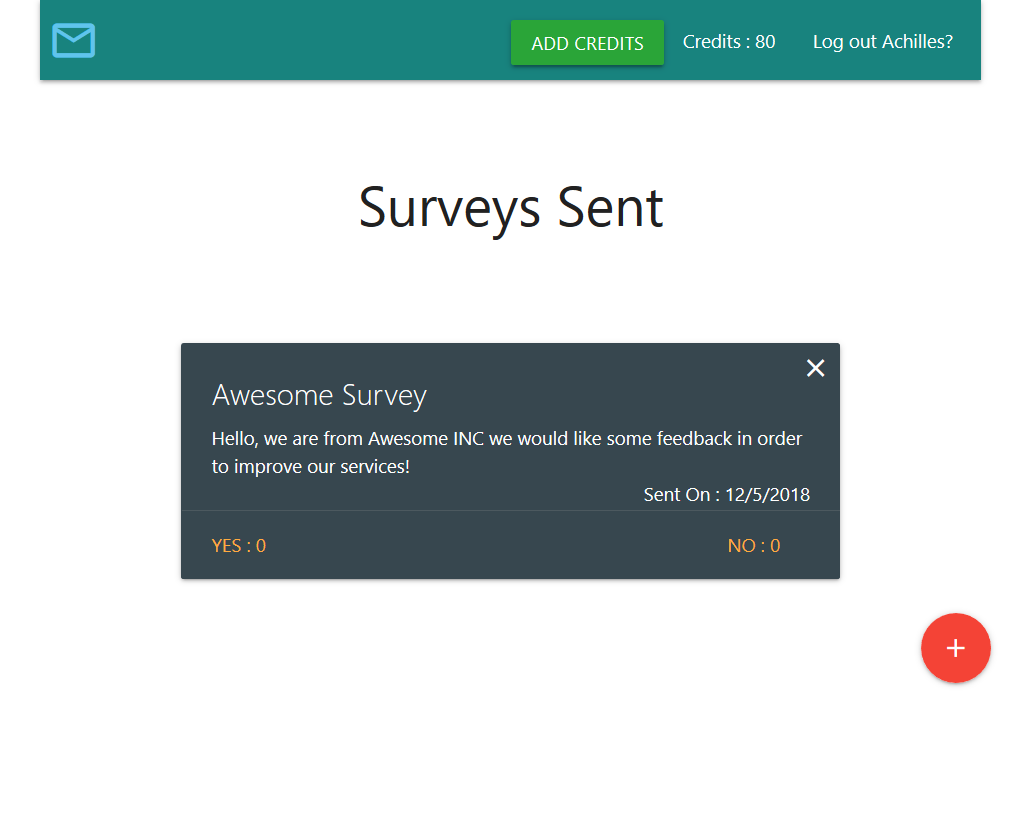 ADD CREDITS Credits : 80 Log out Achilles?
Surveys Sent
Awesome Survey
Hello, we are from Awesome INC we would like some feedback in order
to improve our services!
Sent On : 12/5/2018
YES : 0 NO : 0